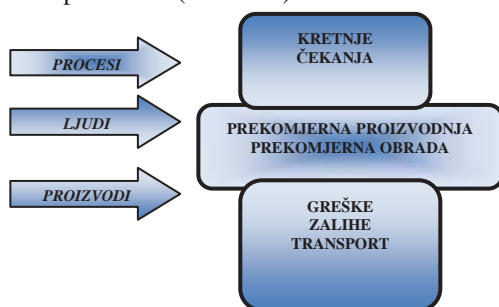 PROCESI
KRETNJE
ČEKANJA
LJUDI
PREKOMJERNA PROIZVODNJA
PREKOMJERNA OBRADA
PROIZVODI
GREŠKE
ZALIHE
TRANSPORT